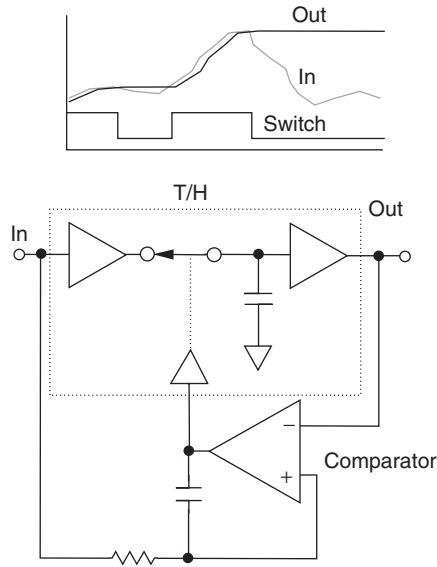 Out
In
Switch
T/H
In
Out
−
+
Comparator